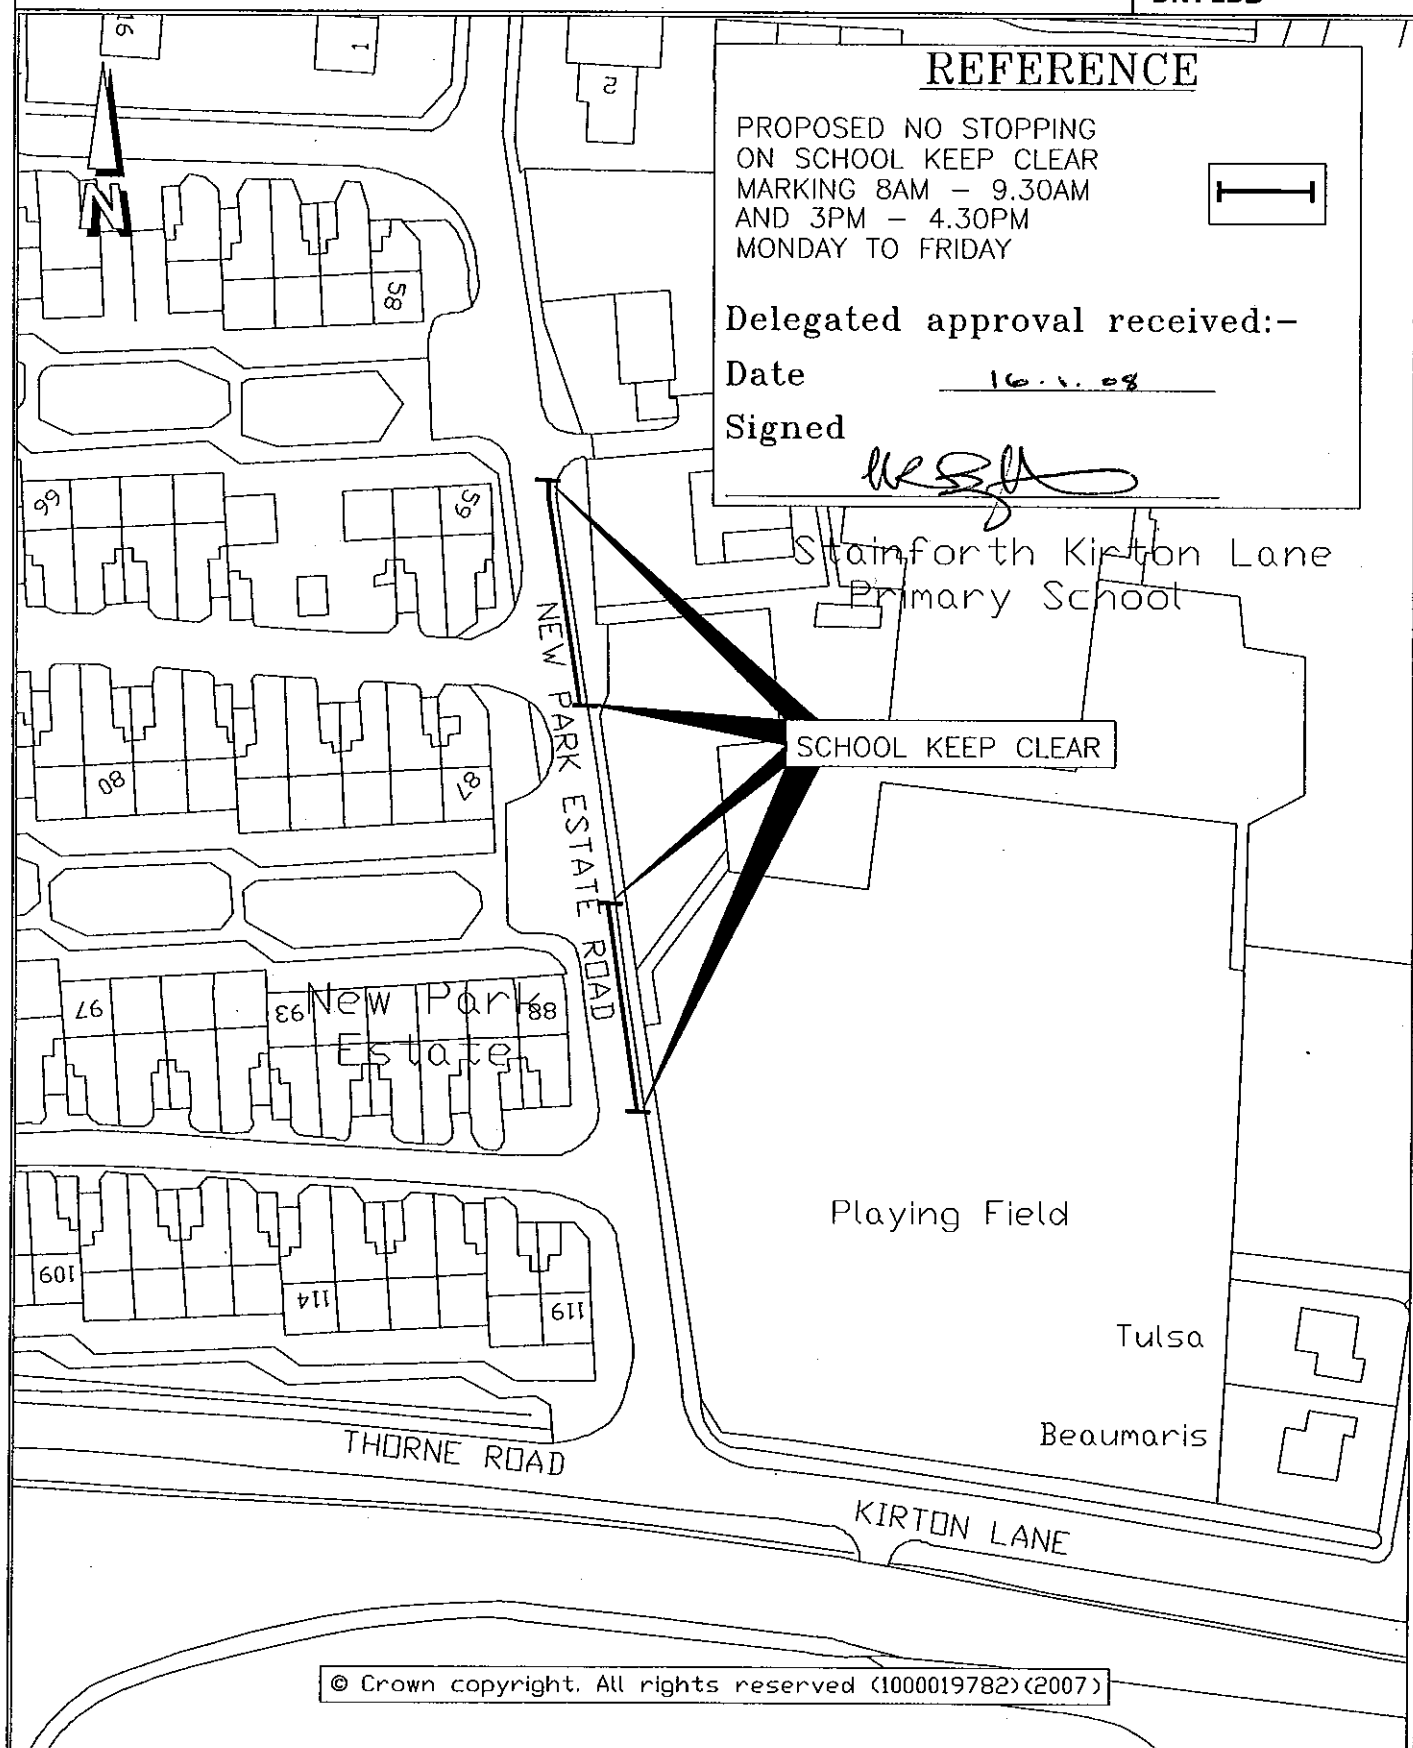 16
1
2
REFERENCE
PROPOSED NO STOPPING
ON SCHOOL KEEP CLEAR
MARKING 8AM - 9.30AM
AND 3PM - 4.30PM
MONDAY TO FRIDAY
Delegated approval received:-
Date 16.1.08
Signed
N
58
66
59
Stainforth Kirton Lane
Primary School
NEW PARK ESTATE ROAD
SCHOOL KEEP CLEAR
80
87
97
93
88
New Park
Estate
Playing Field
109
114
119
Tulsa
Beaumaris
THORNE ROAD
KIRTON LANE
© Crown copyright. All rights reserved (1000019782)(2007)